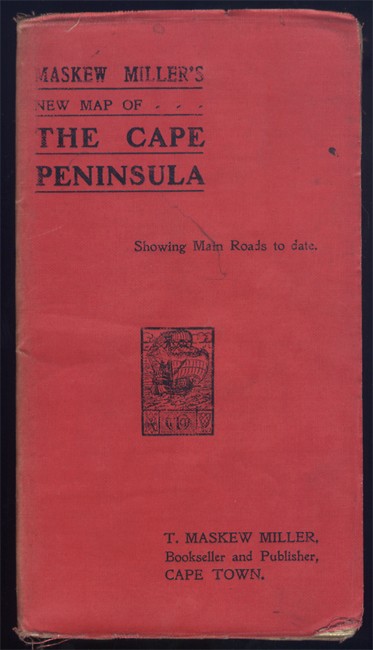 MASKEW MILLER'S
NEW MAP OF . . .
THE CAPE
PENINSULA
Showing Main Roads to date.
T. MASKEW MILLER,
Bookseller and Publisher,
CAPE TOWN.